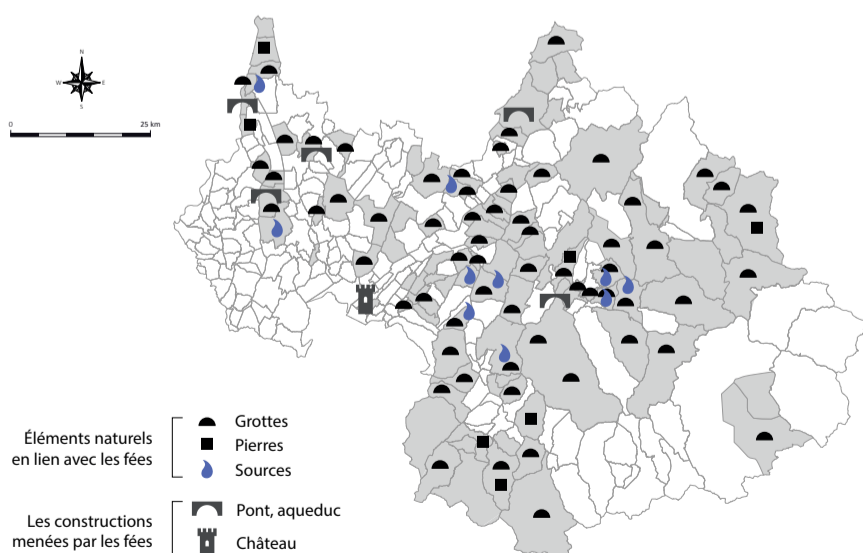 N
W E
S
0 25 km
Éléments naturels
en lien avec les fées
Grottes
Pierres
Sources
Les constructions
menées par les fées
Pont, aqueduc
Château